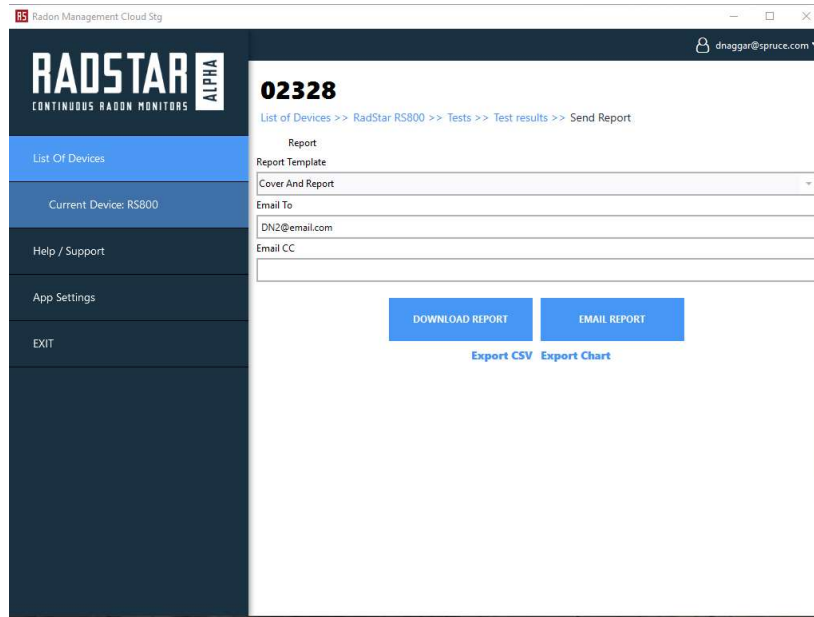 RS Radon Management Cloud Stg
dnaggar@spruce.com
RADSTAR ALPHA
CONTINUOUS RADON MONITORS
02328
List of Devices >> RadStar RS800 >> Tests >> Test results >> Send Report
Report
Report Template
Cover And Report
Email To
DN2@email.com
Email CC
DOWNLOAD REPORT EMAIL REPORT
Export CSV Export Chart
List Of Devices
Current Device: RS800
Help / Support
App Settings
EXIT